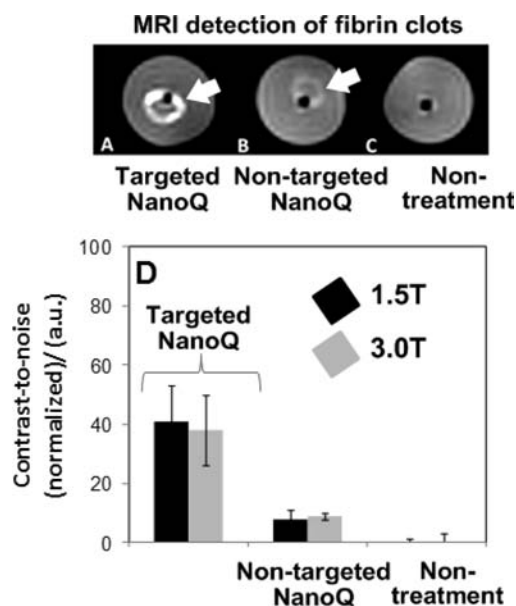 MRI detection of fibrin clots
A B C
Targeted Non-targeted Non-
NanoQ NanoQ treatment
D
Contrast-to-noise
(normalized)/ (a.u.)
100
80
60
40
20
0
Targeted
NanoQ
1.5T
3.0T
Non-targeted Non-
NanoQ treatment